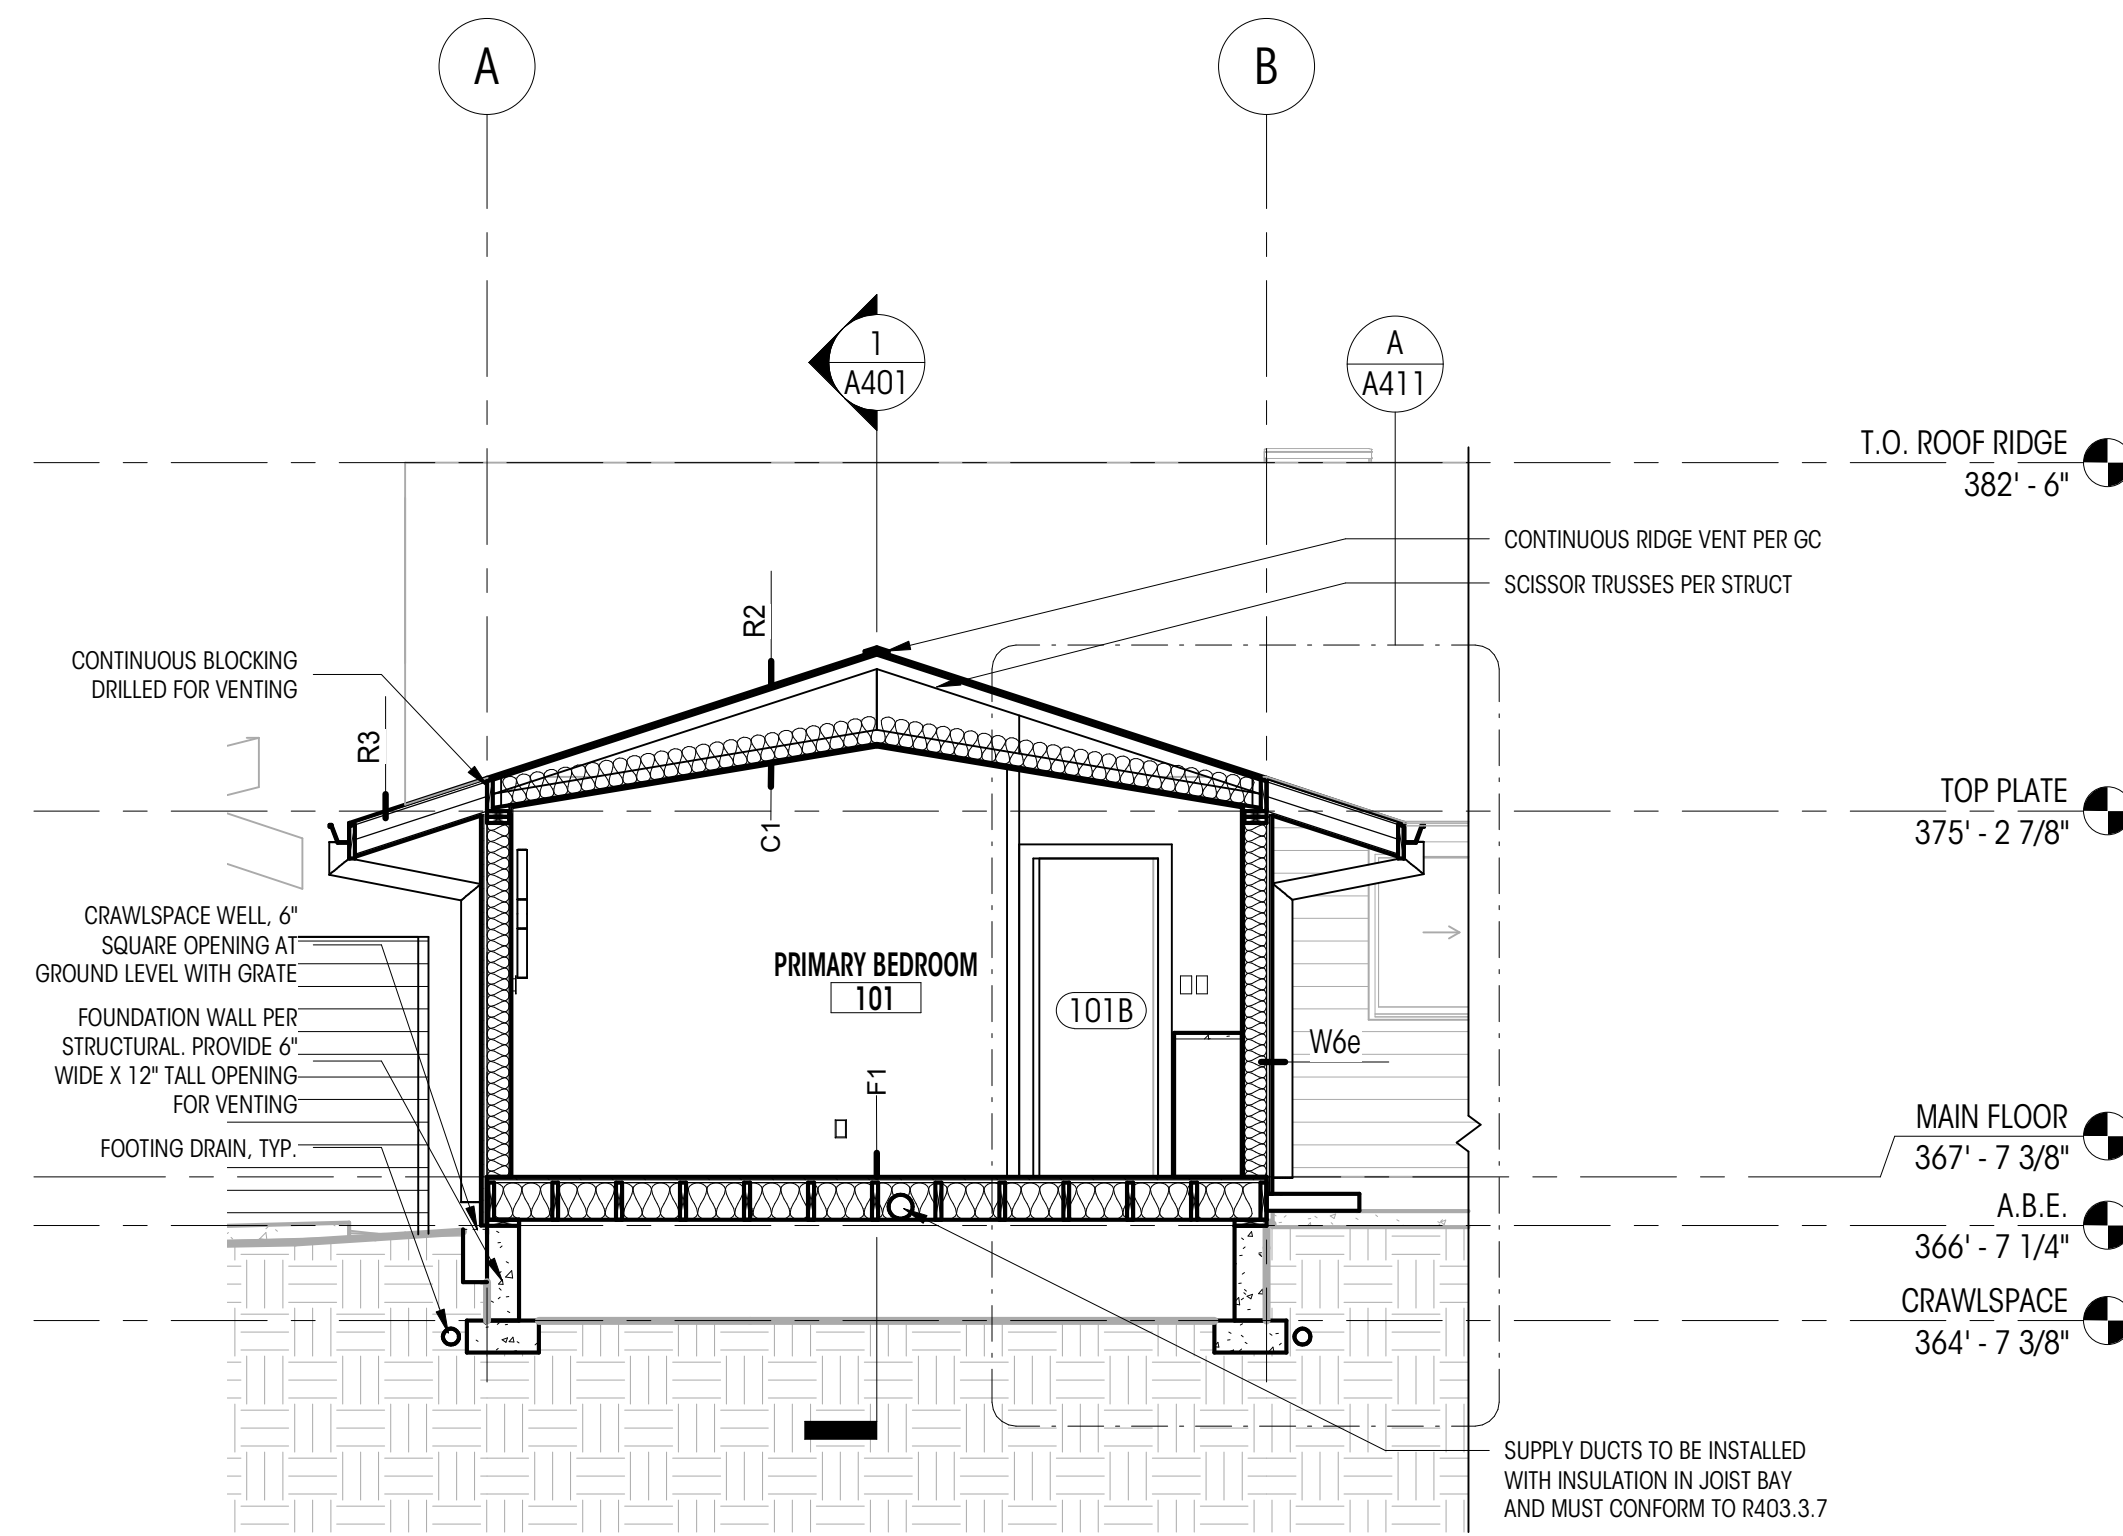 A
B
1
A401
A
A411
T.O. ROOF RIDGE
382' - 6"
CONTINUOUS RIDGE VENT PER GC
SCISSOR TRUSSES PER STRUCT
R2
CONTINUOUS BLOCKING
DRILLED FOR VENTING
R3
TOP PLATE
375' - 2 7/8"
C1
CRAWLSPACE WELL, 6"
SQUARE OPENING AT
GROUND LEVEL WITH GRATE
PRIMARY BEDROOM
101
101B
FOUNDATION WALL PER
STRUCTURAL. PROVIDE 6"
WIDE X 12" TALL OPENING
FOR VENTING
W6e
F1
FOOTING DRAIN, TYP.
MAIN FLOOR
367' - 7 3/8"
A.B.E.
366' - 7 1/4"
CRAWLSPACE
364' - 7 3/8"
SUPPLY DUCTS TO BE INSTALLED
WITH INSULATION IN JOIST BAY
AND MUST CONFORM TO R403.3.7